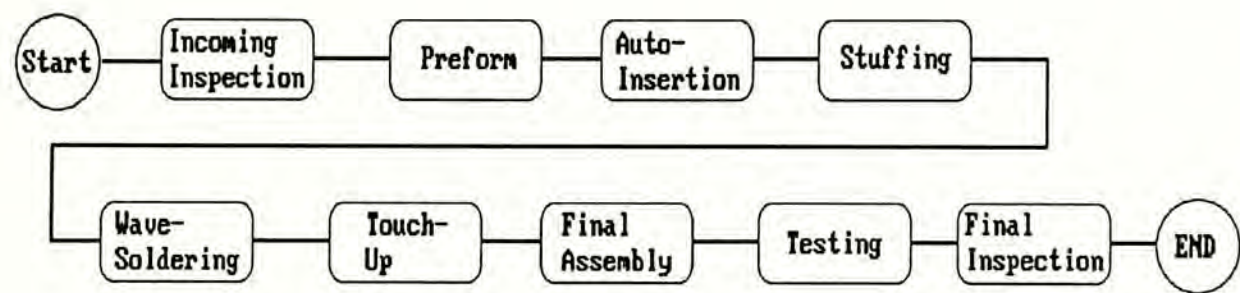 Start
Incoming
Inspection
Preform
Auto-
Insertion
Stuffing
Wave-
Soldering
Touch-
Up
Final
Assembly
Testing
Final
Inspection
END